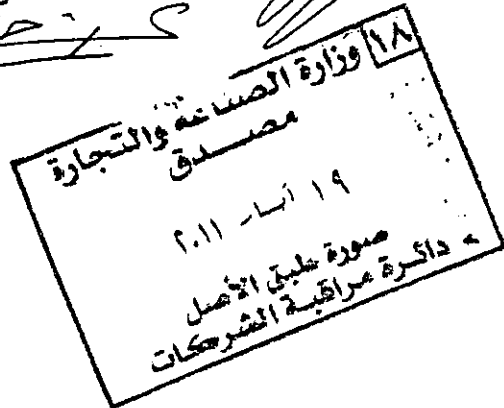 ١٨
وزارة الصناعة والتجارة
مصدق
١٩ أيار ٢٠١١
صورة طبق الأصل
دائرة مراقبة الشركات